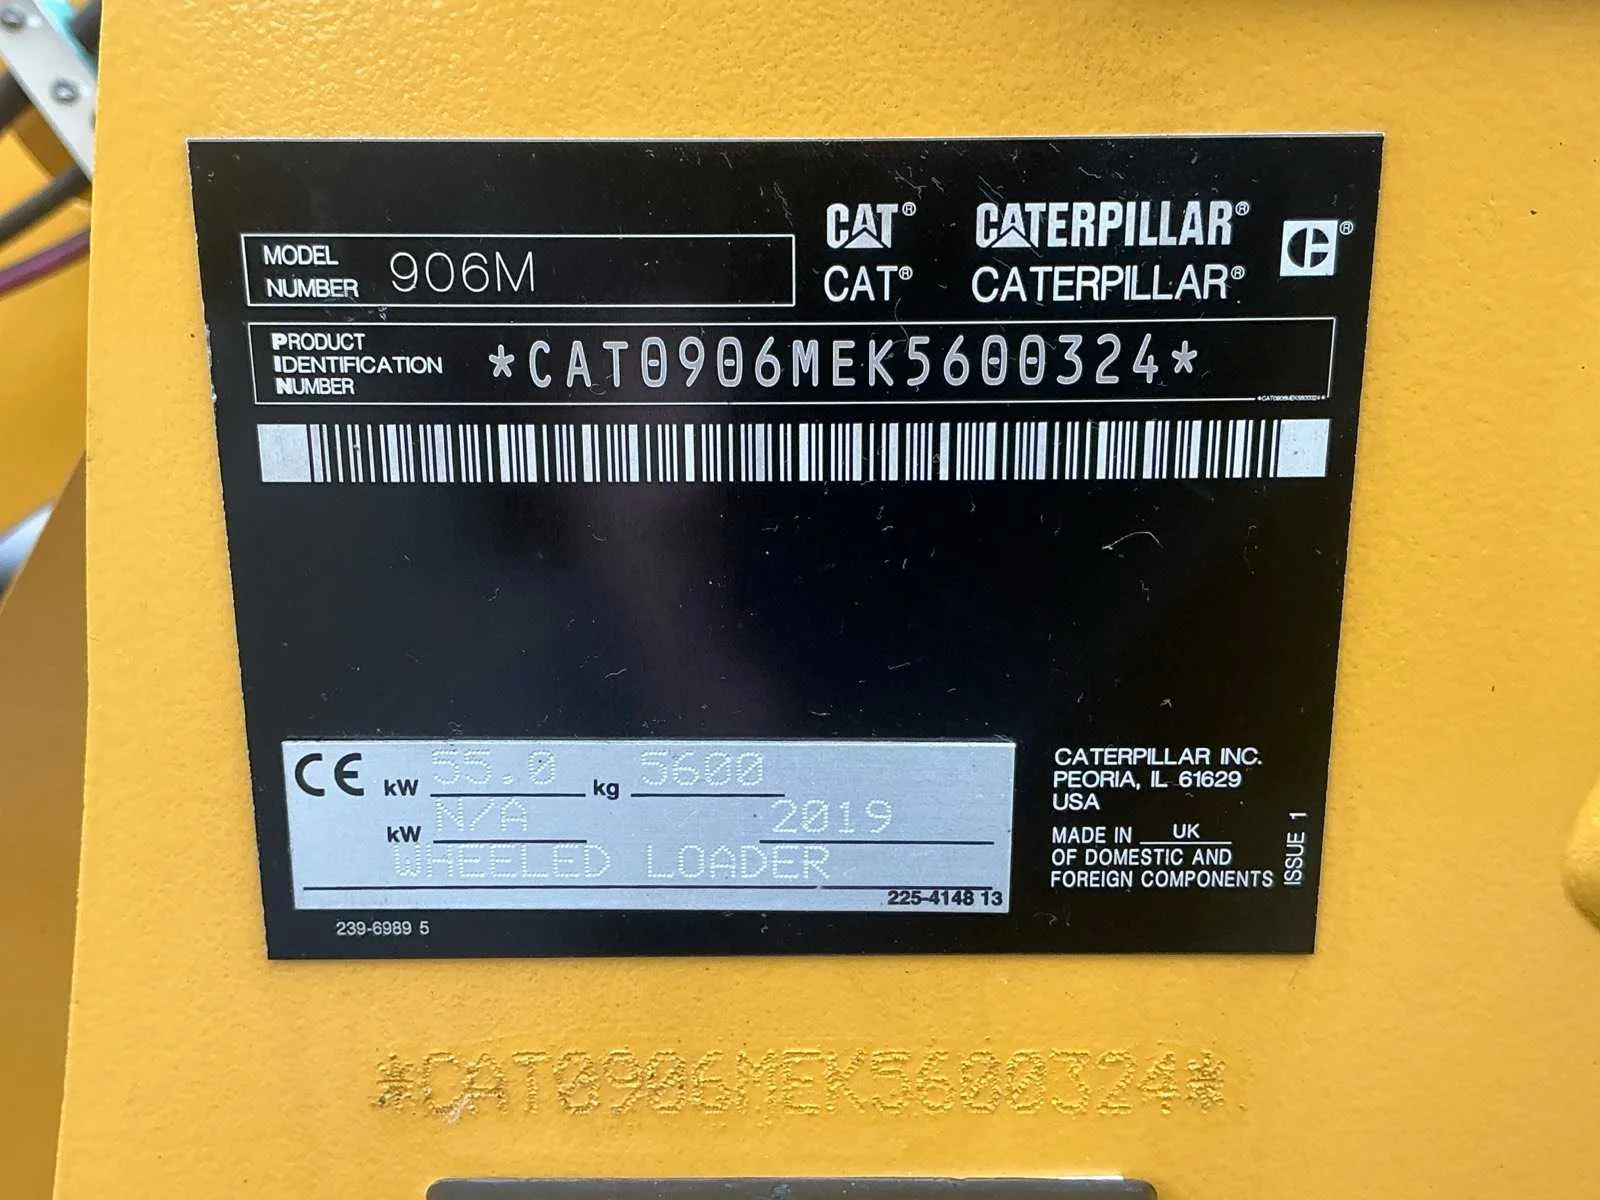 CAT® CATERPILLAR®
MODEL NUMBER 906M
CAT® CATERPILLAR®
PRODUCT IDENTIFICATION NUMBER *CAT0906MEK5600324*
*CAT0906MEK5600324*
CE kW 55.0 kg 5600
kW N/A 2019
WHEELED LOADER
225-4148 13
239-6989 5
CATERPILLAR INC.
PEORIA, IL 61629
USA
MADE IN UK
OF DOMESTIC AND
FOREIGN COMPONENTS
ISSUE 1
*CAT0906MEK5600324*